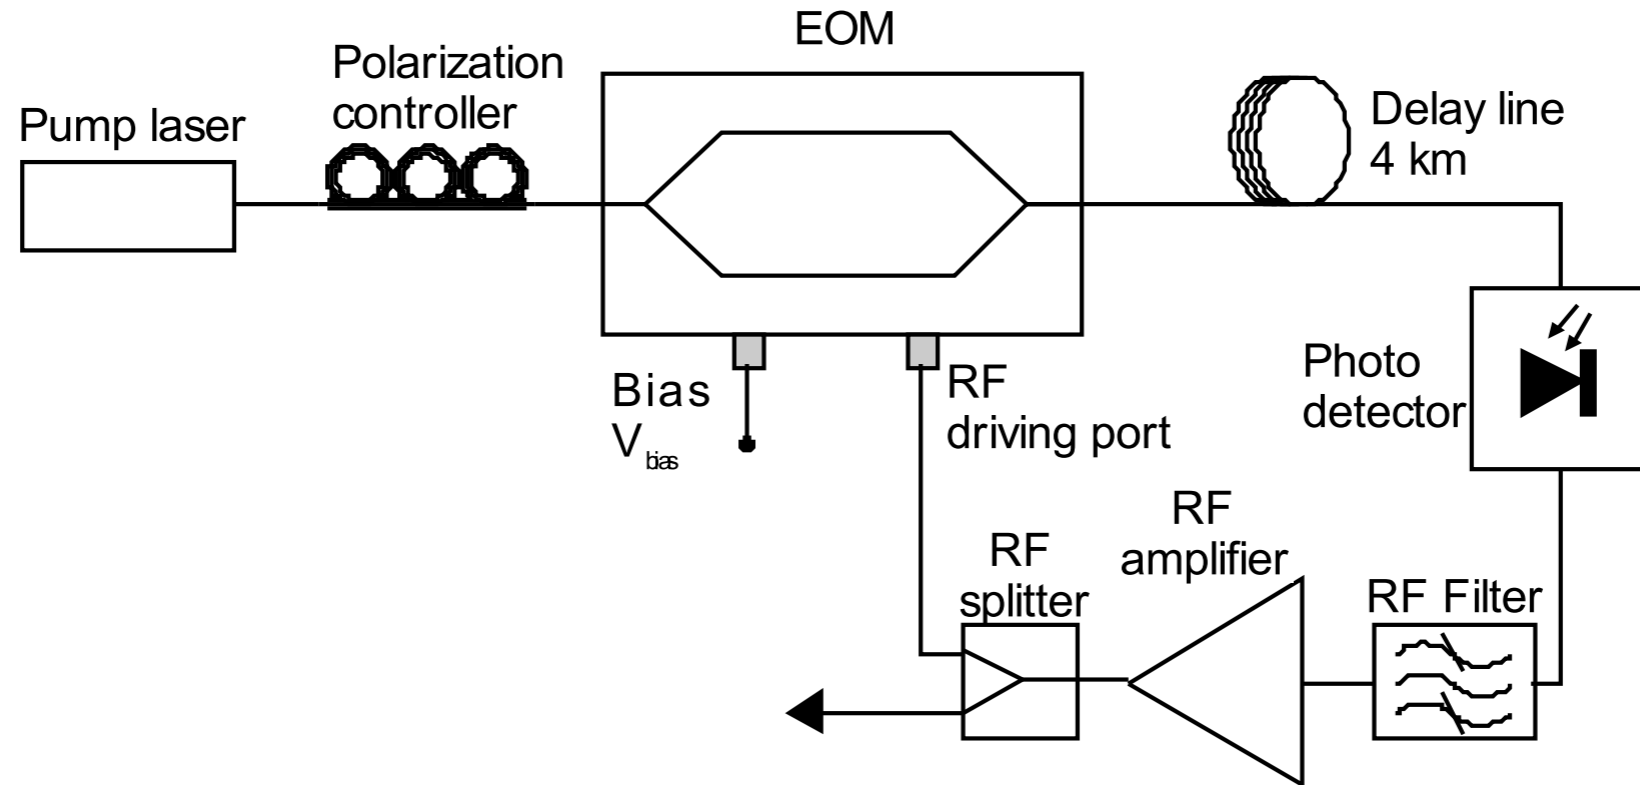 EOM
Polarization
controller
Pump laser
Delay line
4 km
Photo
detector
Bias
V bias
RF
driving port
RF
amplifier
RF
splitter
RF Filter